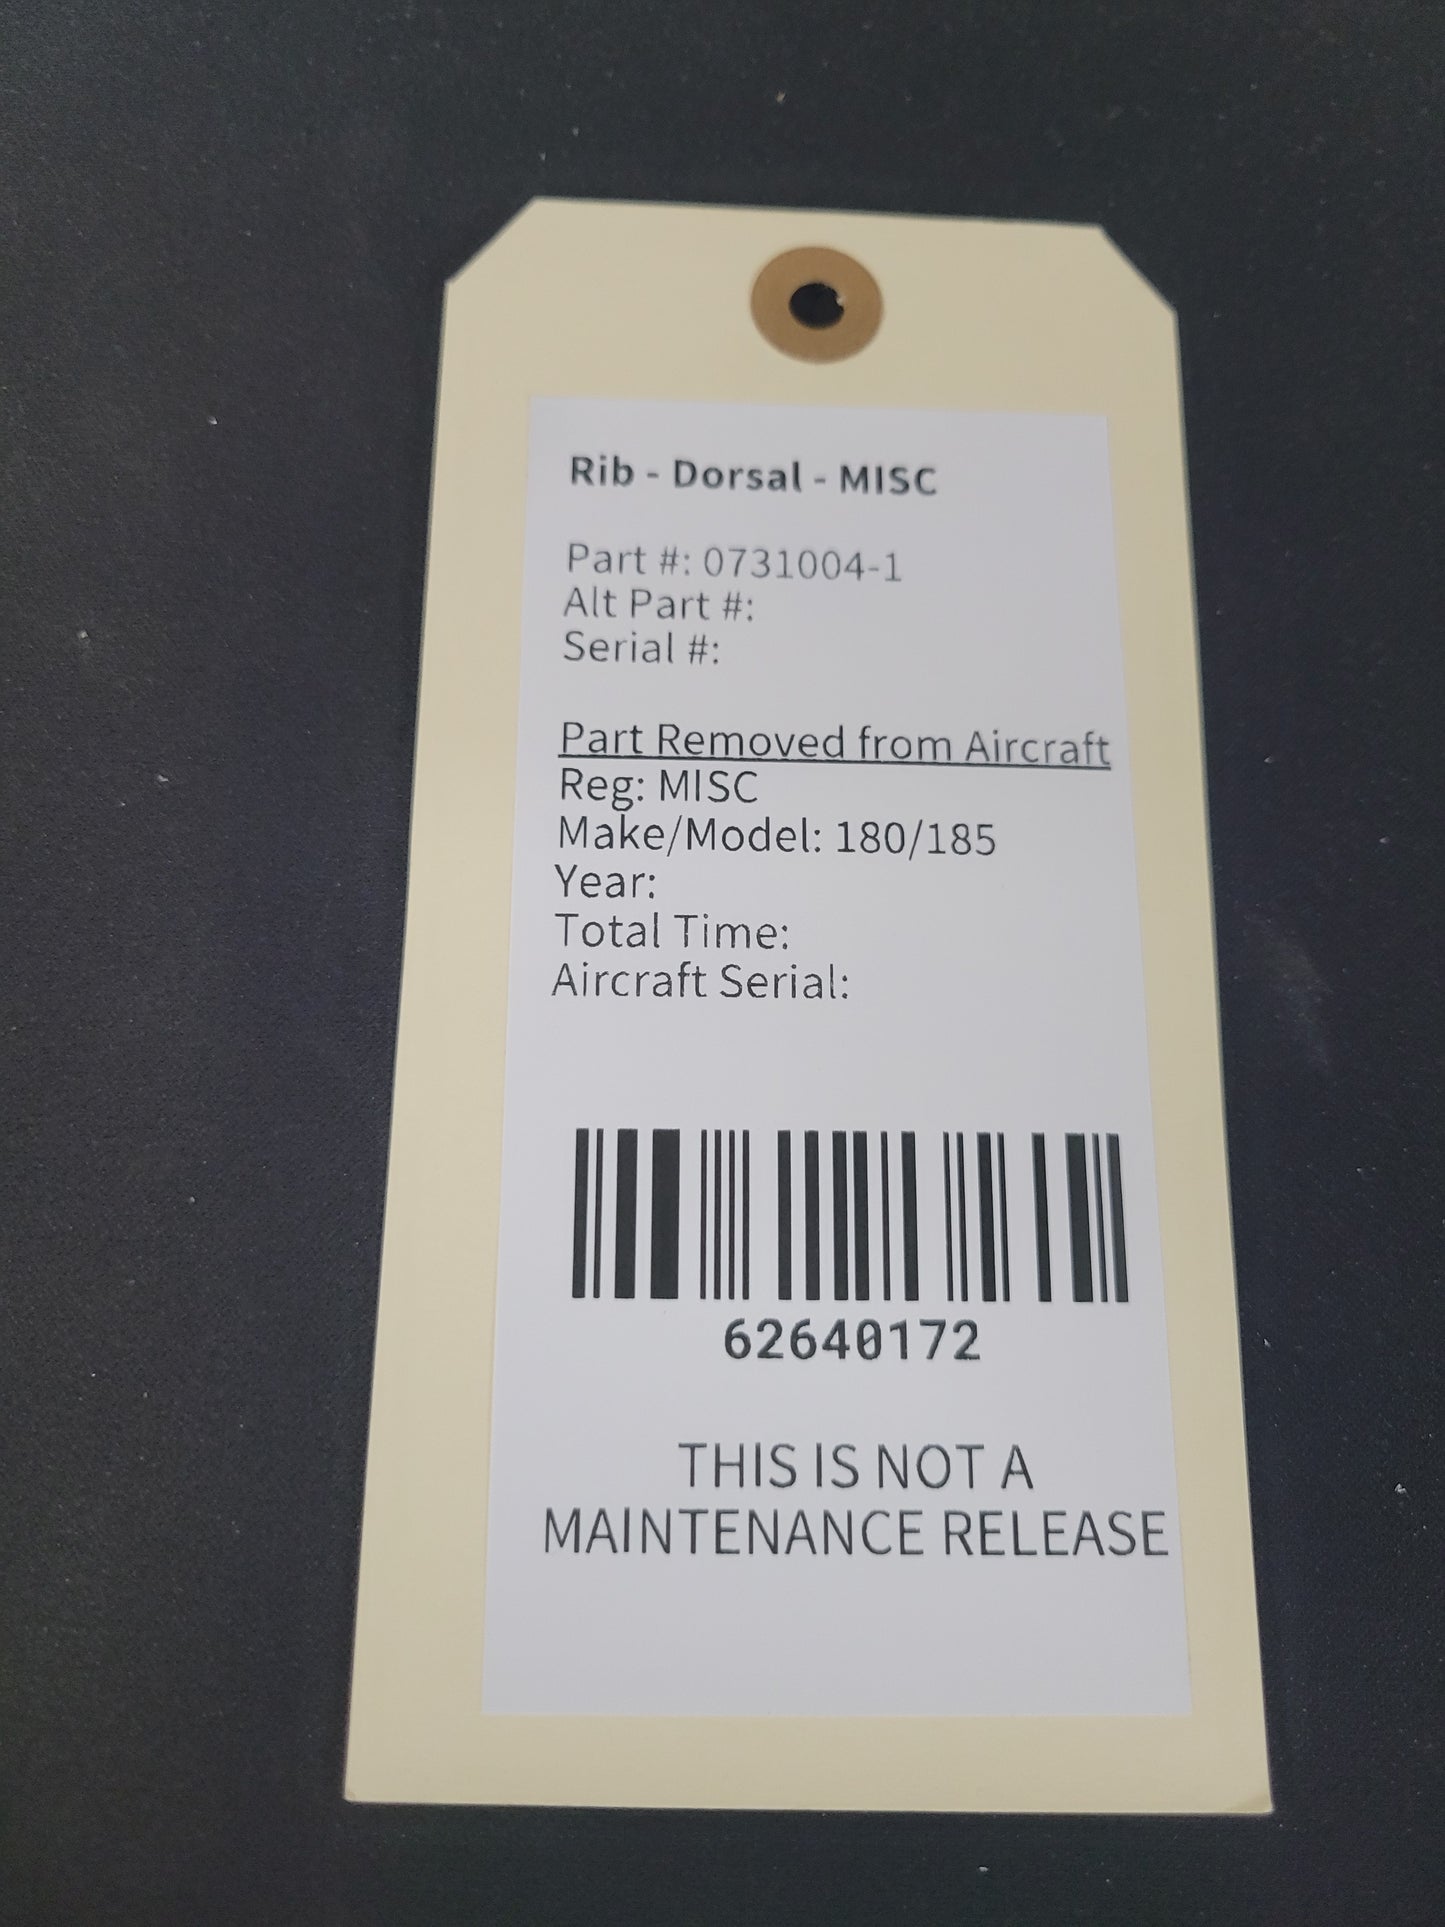 Rib - Dorsal - MISC
Part #: 0731004-1
Alt Part #:
Serial #:
Part Removed from Aircraft
Reg: MISC
Make/Model: 180/185
Year:
Total Time:
Aircraft Serial:
62640172
THIS IS NOT A
MAINTENANCE RELEASE